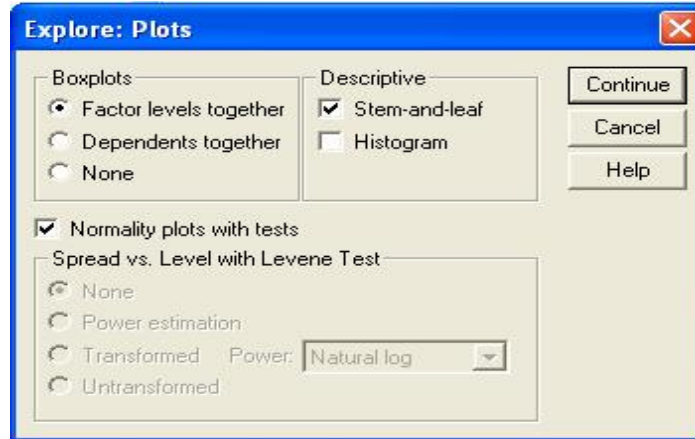 Explore: Plots
Boxplots
Factor levels together
Dependents together
None
Descriptive
Stem-and-leaf
Histogram
Continue
Cancel
Help
Normality plots with tests
Spread vs. Level with Levene Test
None
Power estimation
Transformed Power: Natural log
Untransformed